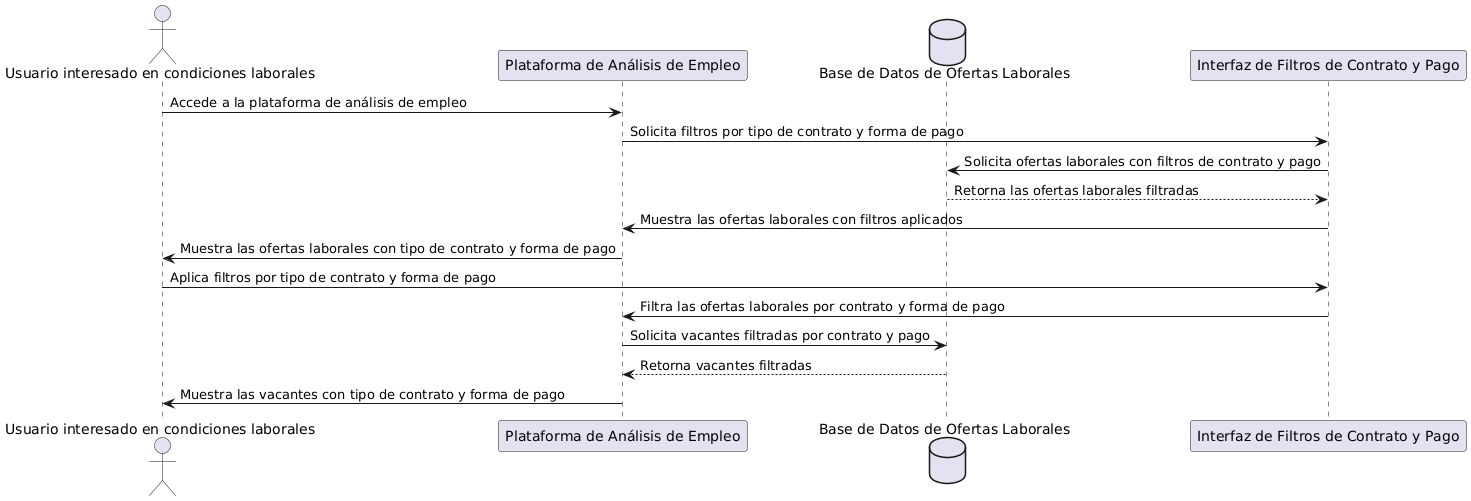 Usuario interesado en condiciones laborales
Plataforma de Análisis de Empleo
Base de Datos de Ofertas Laborales
Interfaz de Filtros de Contrato y Pago
Accede a la plataforma de análisis de empleo
Solicita filtros por tipo de contrato y forma de pago
Solicita ofertas laborales con filtros de contrato y pago
Retorna las ofertas laborales filtradas
Muestra las ofertas laborales con filtros aplicados
Muestra las ofertas laborales con tipo de contrato y forma de pago
Aplica filtros por tipo de contrato y forma de pago
Filtra las ofertas laborales por contrato y forma de pago
Solicita vacantes filtradas por contrato y pago
Retorna vacantes filtradas
Muestra las vacantes con tipo de contrato y forma de pago
Usuario interesado en condiciones laborales
Plataforma de Análisis de Empleo
Base de Datos de Ofertas Laborales
Interfaz de Filtros de Contrato y Pago